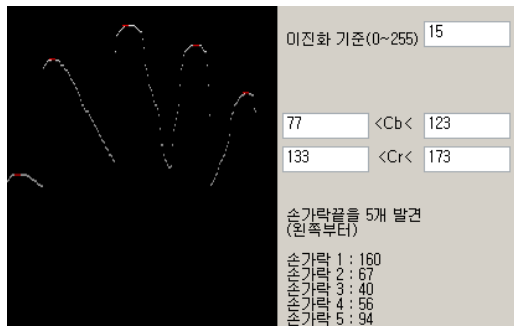 이진화 기준(0~255) 15
77 <Cb< 123
133 <Cr< 173
손가락끝을 5개 발견
(왼쪽부터)
손가락 1 : 160
손가락 2 : 67
손가락 3 : 40
손가락 4 : 56
손가락 5 : 94